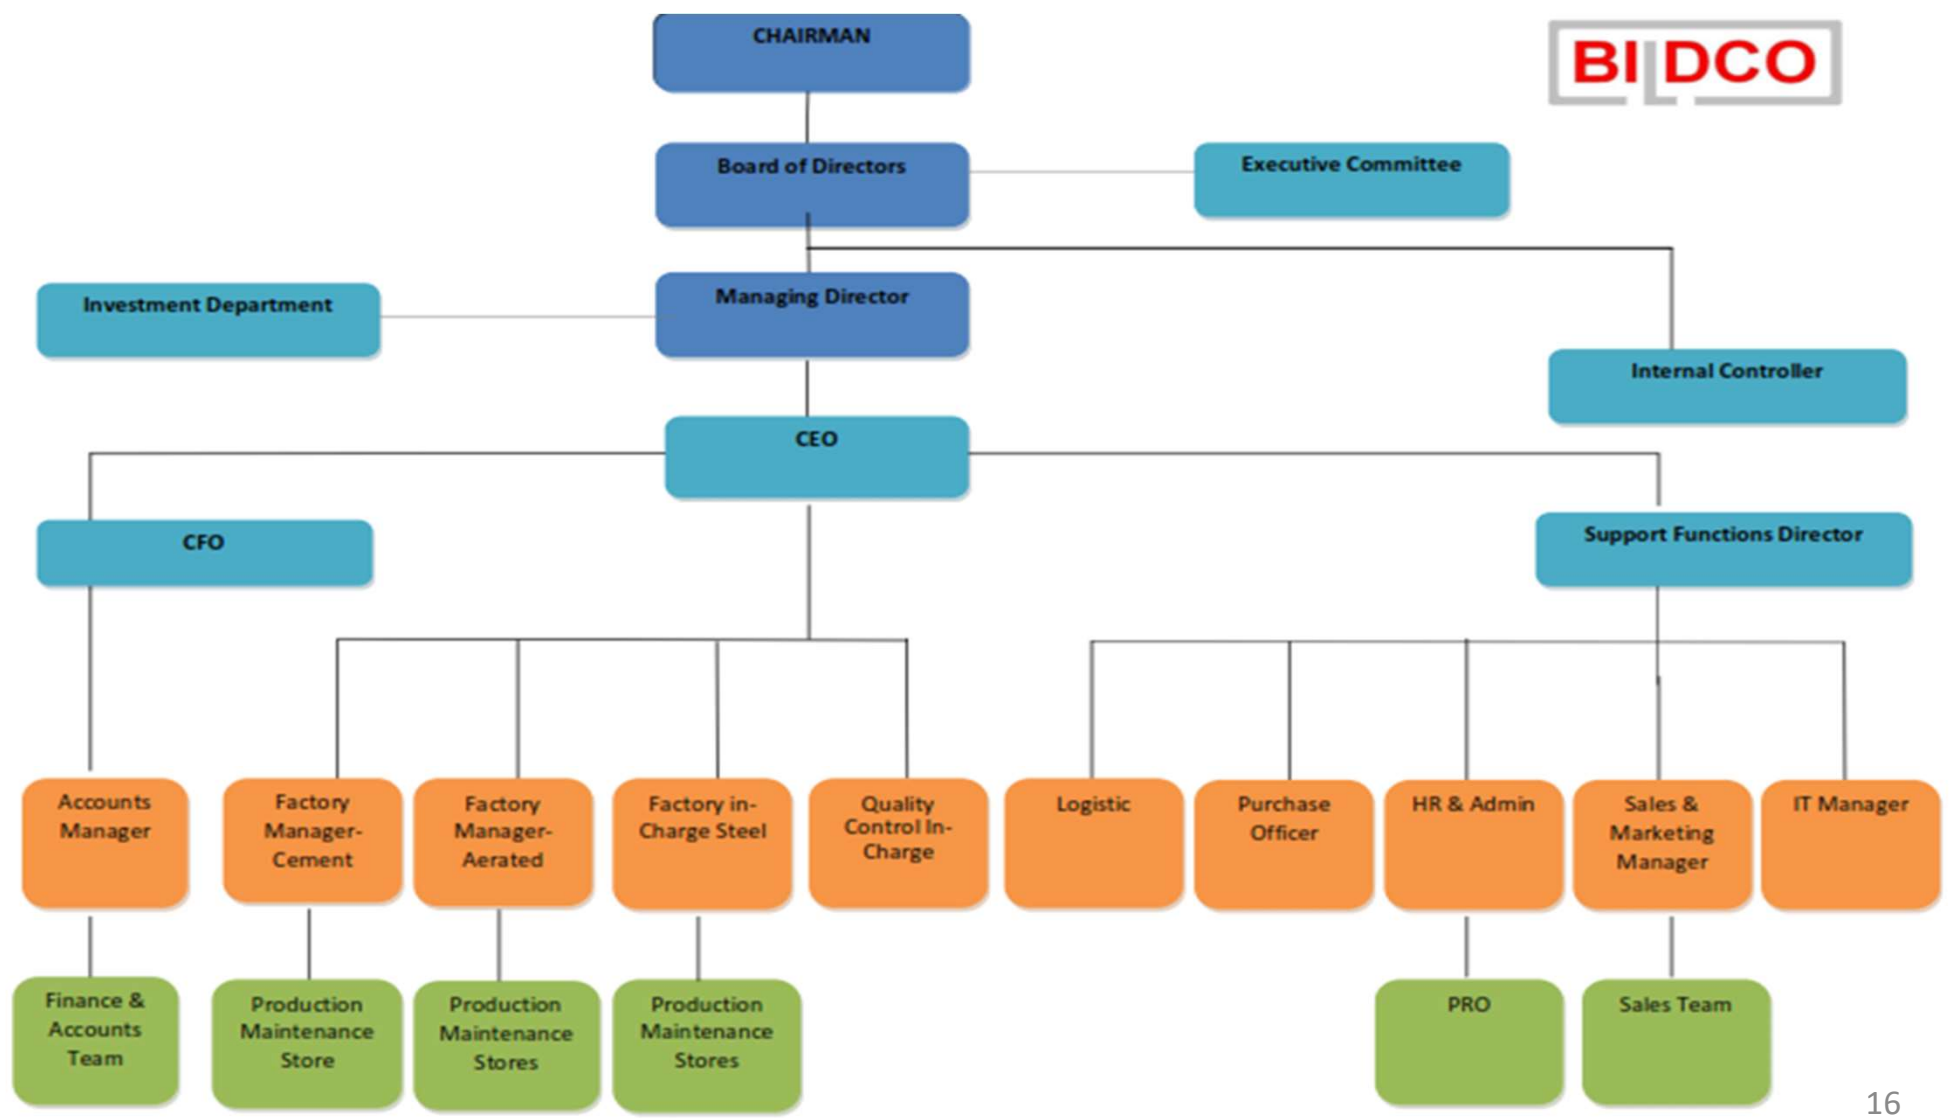 CHAIRMAN
BILDCO
Board of Directors
Executive Committee
Investment Department
Managing Director
Internal Controller
CEO
CFO
Support Functions Director
Accounts
Manager
Factory
Manager-
Cement
Factory
Manager-
Aerated
Factory in-
Charge Steel
Quality
Control In-
Charge
Logistic
Purchase
Officer
HR & Admin
Sales &
Marketing
Manager
IT Manager
Finance &
Accounts
Team
Production
Maintenance
Store
Production
Maintenance
Stores
Production
Maintenance
Stores
PRO
Sales Team
16